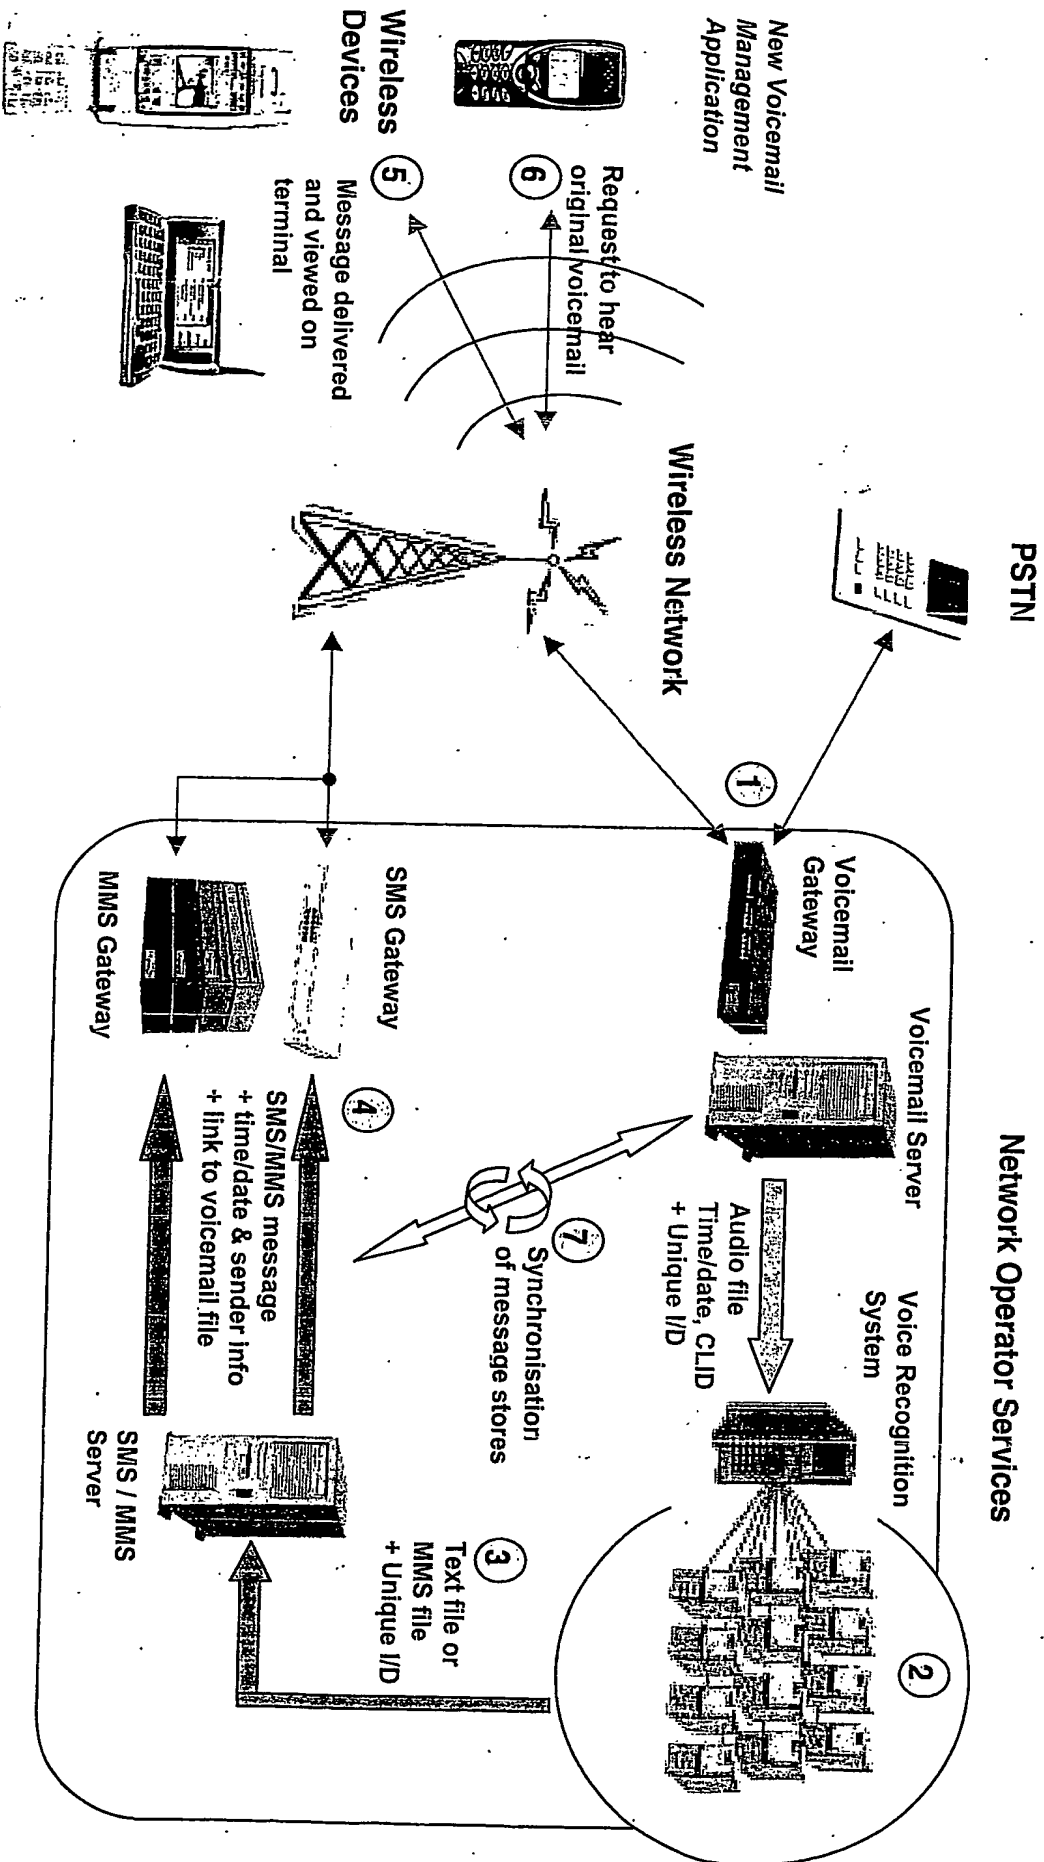 PSTN
Network Operator Services
New Voicemail
Management
Application
Wireless Network
Voicemail
Gateway
Voicemail Server
Voice Recognition
System
1
2
Audio file
Time/date, CLID
+ Unique I/D
Request to hear
original voicemail
6
Wireless
Devices
5
Message delivered
and viewed on
terminal
7
Synchronisation
of message stores
3
Text file or
MMS file
+ Unique I/D
SMS Gateway
4
SMS/MMS message
+ time/date & sender info
+ link to voicemail file
MMS Gateway
SMS / MMS
Server